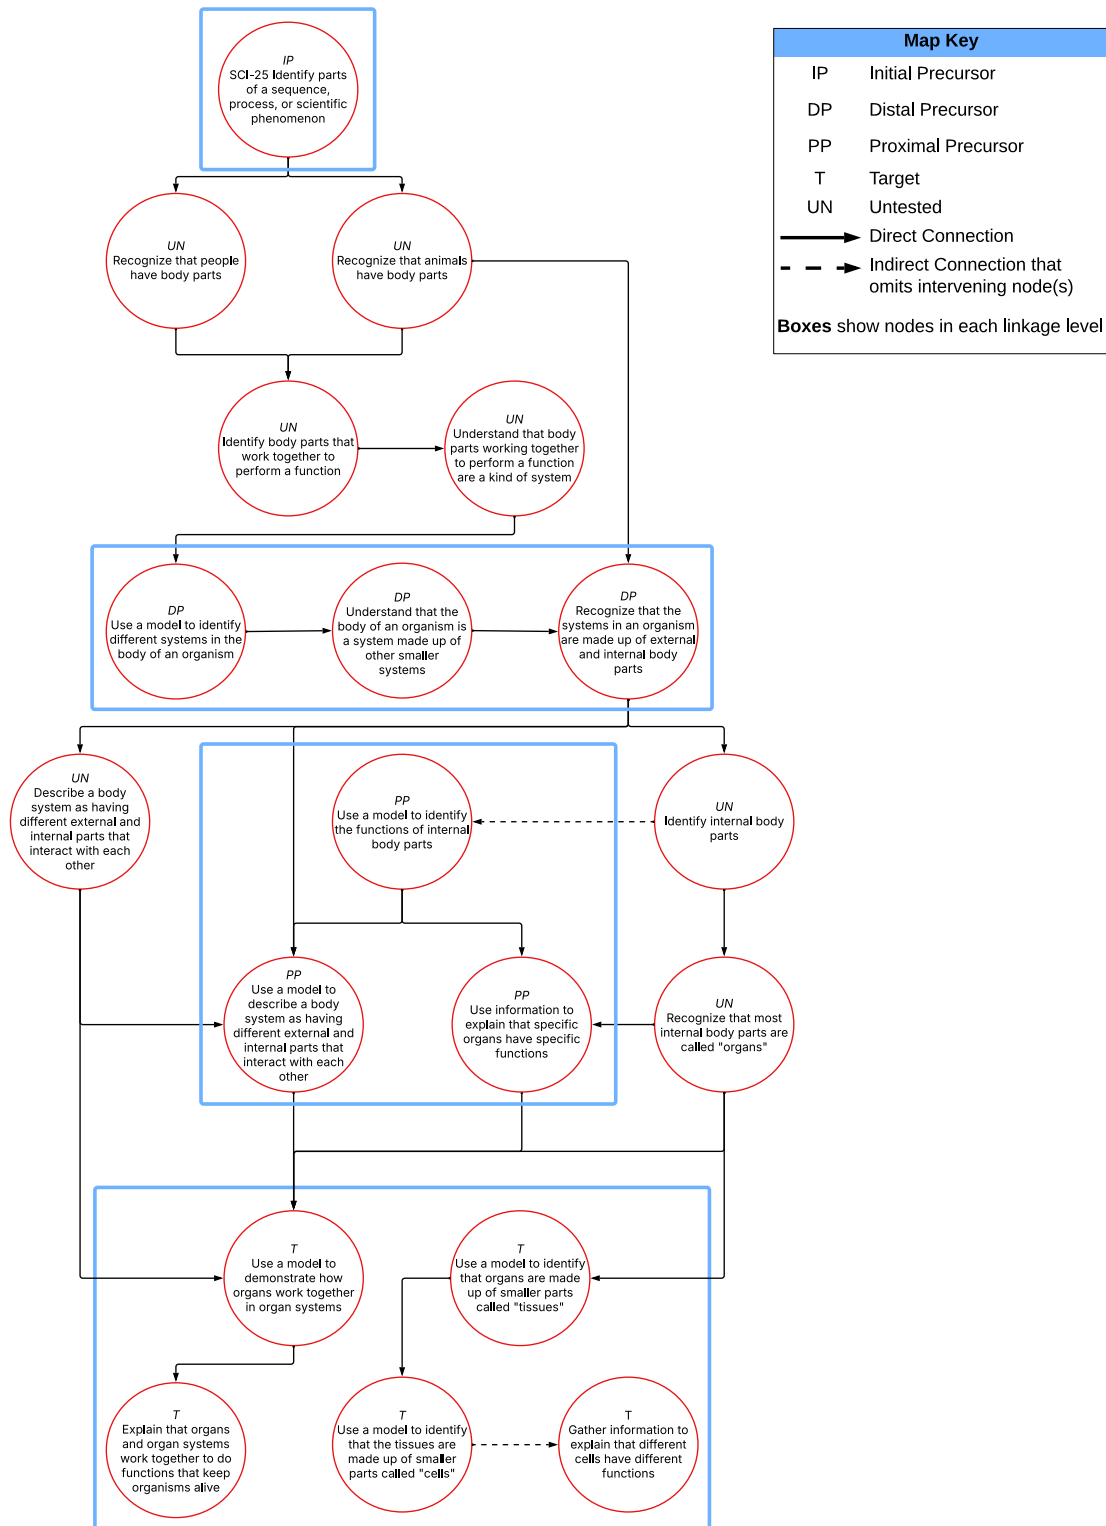 IP
SCI-25 Identify parts
of a sequence,
process, or scientific
phenomenon
Map Key
IP Initial Precursor
DP Distal Precursor
PP Proximal Precursor
T Target
UN Untested
Direct Connection
Indirect Connection that
omits intervening node(s)
Boxes show nodes in each linkage level
UN
Recognize that people
have body parts
UN
Recognize that animals
have body parts
UN
Identify body parts that
work together to
perform a function
UN
Understand that body
parts working together
to perform a function
are a kind of system
DP
Use a model to identify
different systems in the
body of an organism
DP
Understand that the
body of an organism is
a system made up of
other smaller
systems
DP
Recognize that the
systems in an organism
are made up of external
and internal body
parts
UN
Describe a body
system as having
different external and
internal parts that
interact with each
other
PP
Use a model to identify
the functions of internal
body parts
UN
Identify internal body
parts
PP
Use a model to
describe a body
system as having
different external and
internal parts that
interact with each
other
PP
Use information to
explain that specific
organs have specific
functions
UN
Recognize that most
internal body parts are
called "organs"
T
Use a model to
demonstrate how
organs work together
in organ systems
T
Use a model to identify
that organs are made
up of smaller parts
called "tissues"
T
Explain that organs
and organ systems
work together to do
functions that keep
organisms alive
T
Use a model to identify
that the tissues are
made up of smaller
parts called "cells"
T
Gather information to
explain that different
cells have different
functions